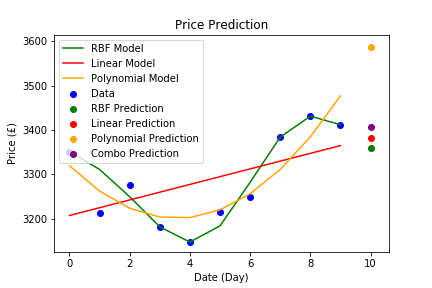 Price Prediction
3600
3500
3400
3300
3200
Price (£)
RBF Model
Linear Model
Polynomial Model
Data
RBF Prediction
Linear Prediction
Polynomial Prediction
Combo Prediction
0 2 4 6 8 10
Date (Day)